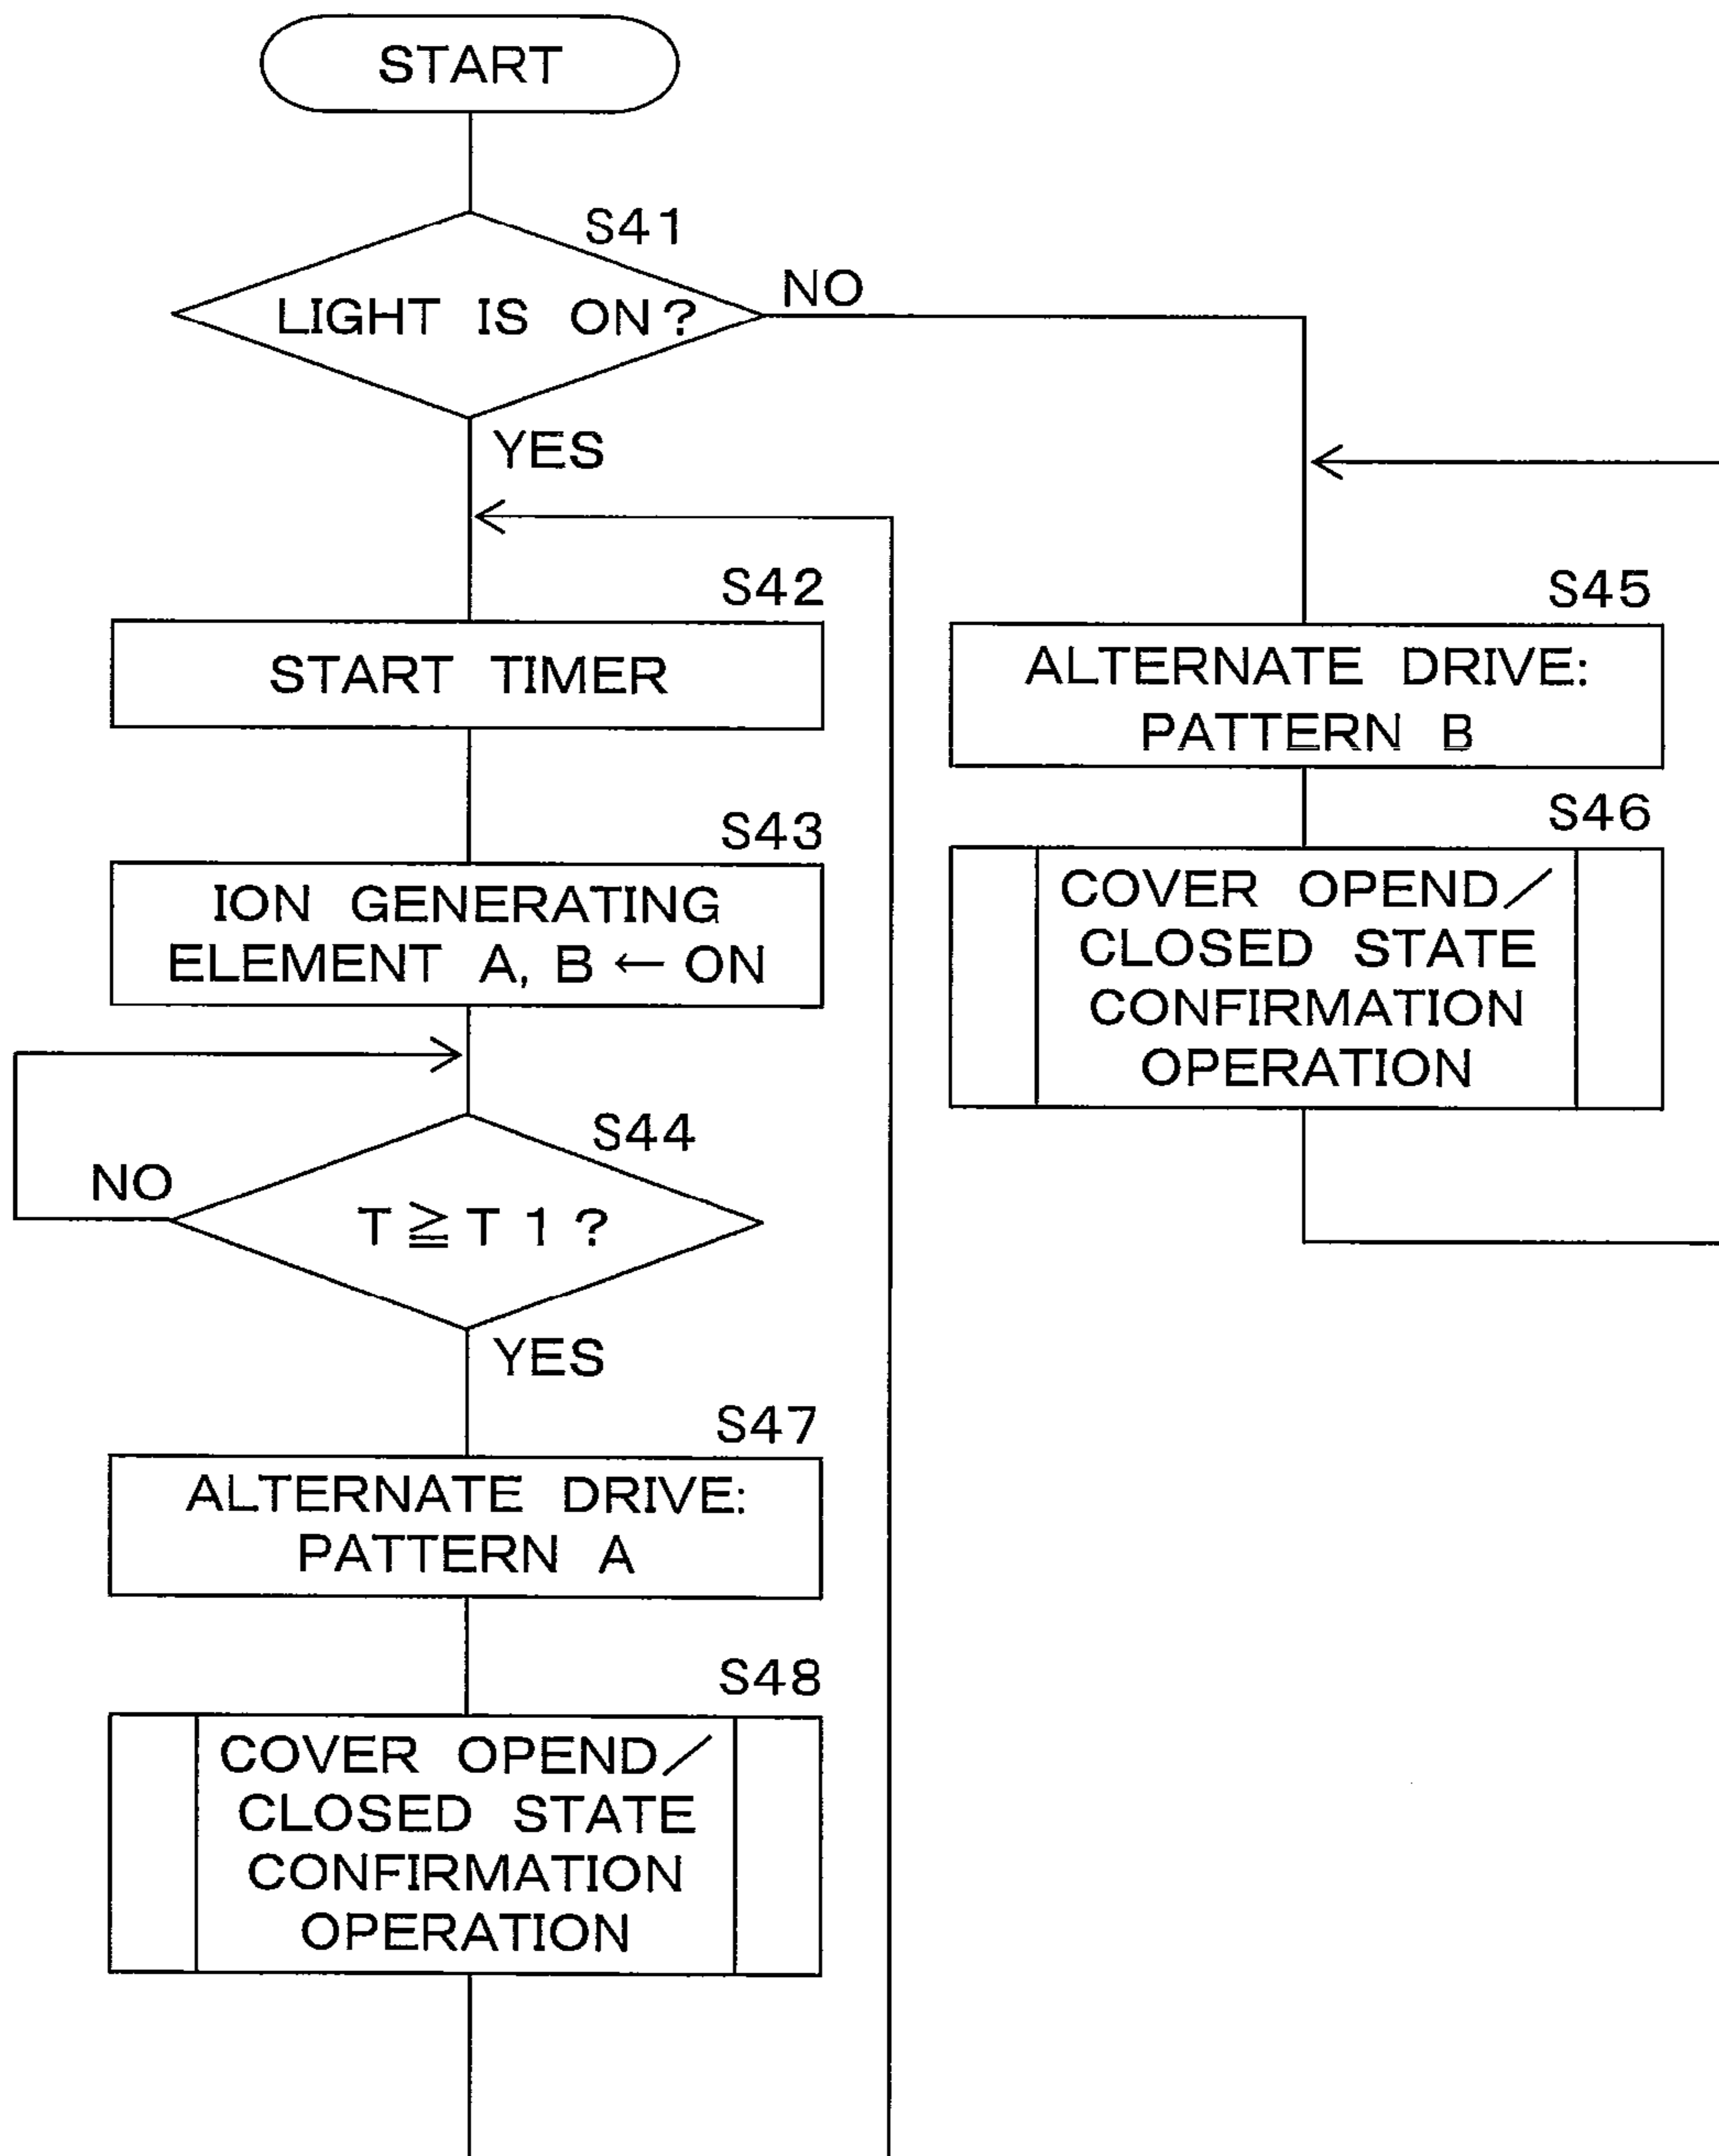 START
S41
LIGHT IS ON?
NO
YES
S42
START TIMER
S43
ION GENERATING
ELEMENT A, B ← ON
S44
NO
T ≧ T 1 ?
YES
S47
ALTERNATE DRIVE:
PATTERN A
S48
COVER OPEND/
CLOSED STATE
CONFIRMATION
OPERATION
S45
ALTERNATE DRIVE:
PATTERN B
S46
COVER OPEND/
CLOSED STATE
CONFIRMATION
OPERATION